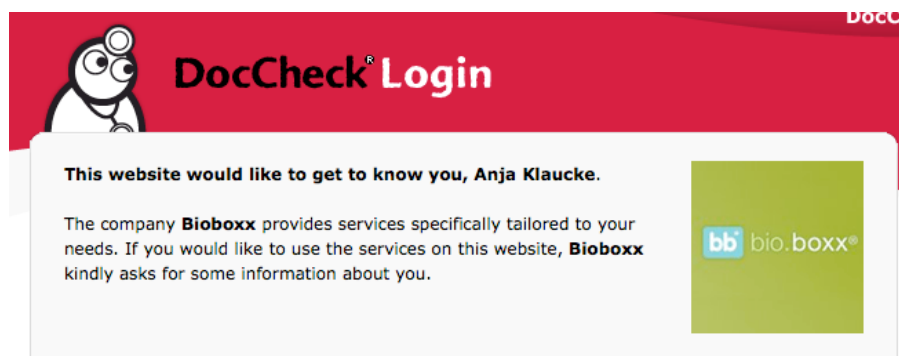 DocCheck® Login
This website would like to get to know you, Anja Klaucke.
The company Bioboxx provides services specifically tailored to your
needs. If you would like to use the services on this website, Bioboxx
kindly asks for some information about you.
bb bio.boxx®